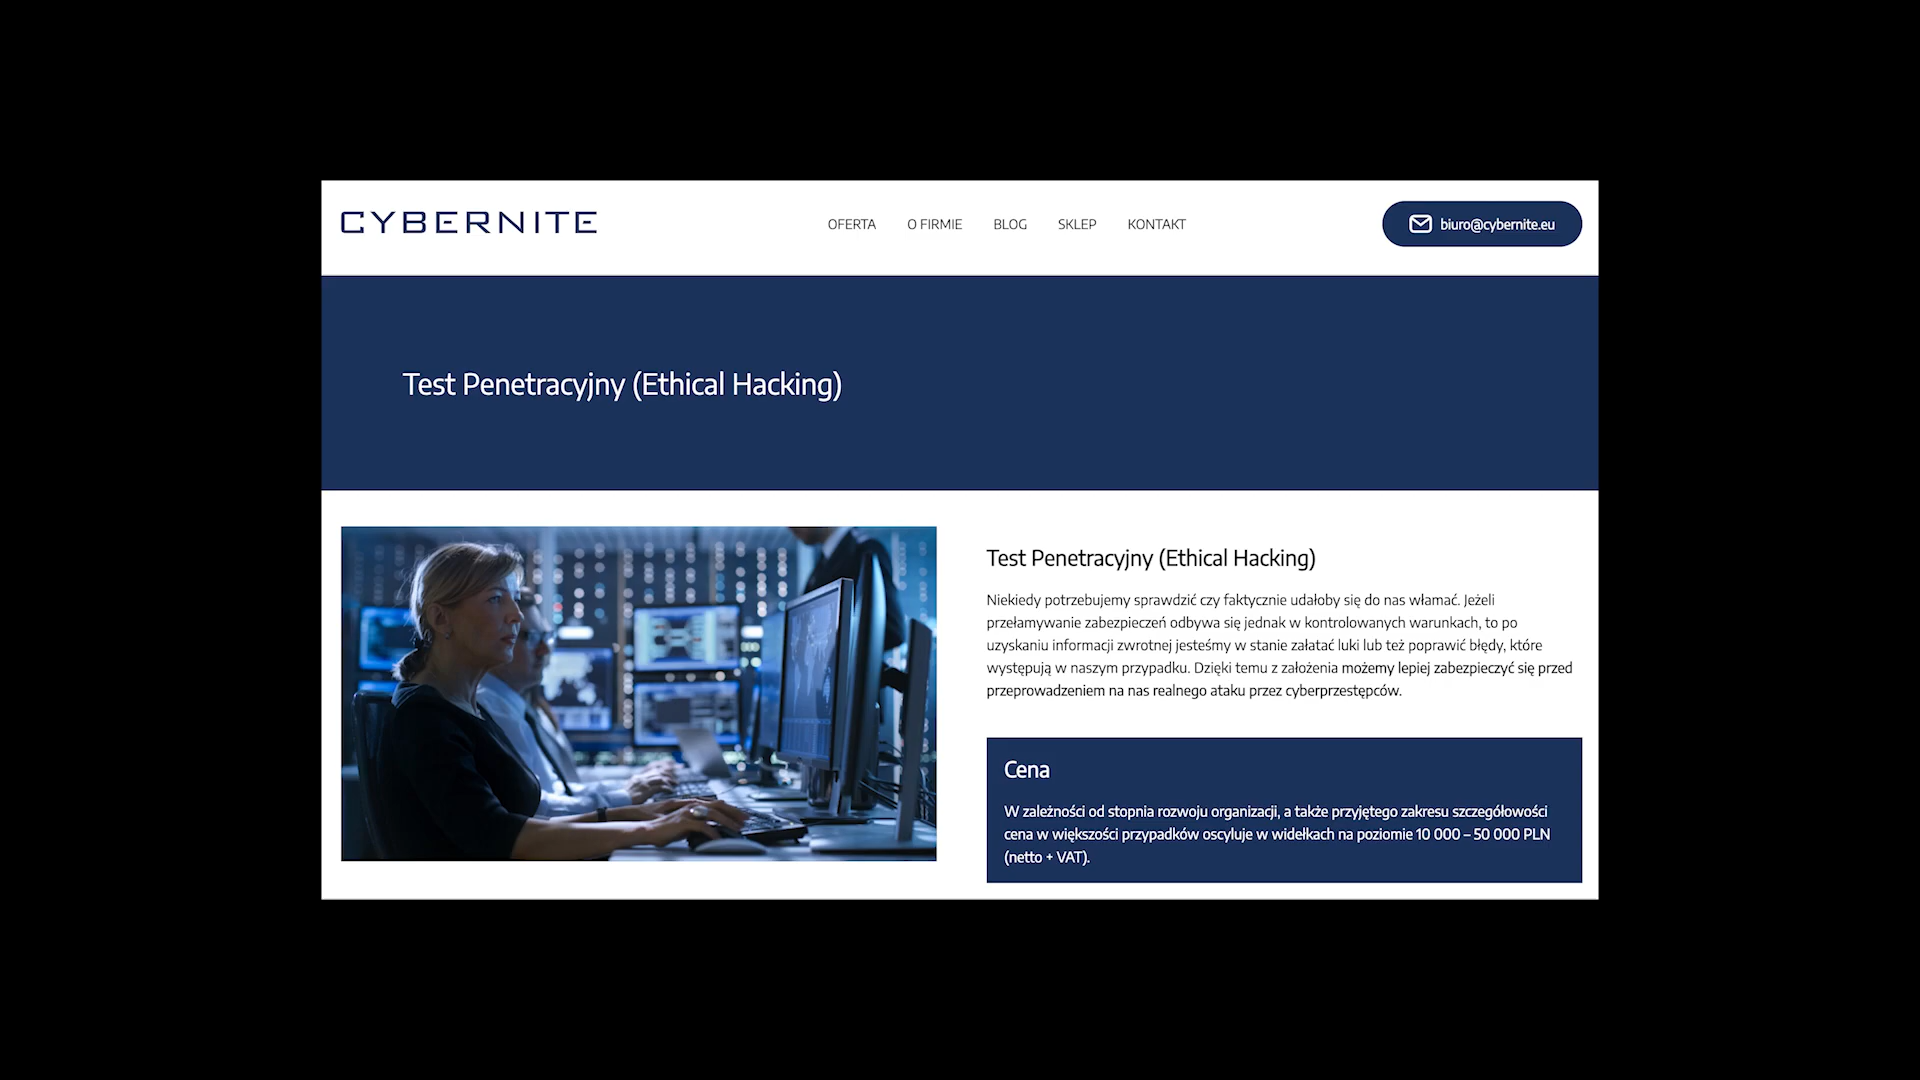 CYBERNITE
OFERTA O FIRMIE BLOG SKLEP KONTAKT
biuro@cybernite.eu
Test Penetracyjny (Ethical Hacking)
Test Penetracyjny (Ethical Hacking)
Niekiedy potrzebujemy sprawdzić czy faktycznie udałoby się do nas włamać. Jeżeli
przełamywanie zabezpieczeń odbywa się jednak w kontrolowanych warunkach, to po
uzyskaniu informacji zwrotnej jesteśmy w stanie załatać luki lub też poprawić błędy, które
występują w naszym przypadku. Dzięki temu z założenia możemy lepiej zabezpieczyć się przed
przeprowadzeniem na nas realnego ataku przez cyberprzestępców.
Cena
W zależności od stopnia rozwoju organizacji, a także przyjętego zakresu szczegółowości
cena w większości przypadków oscyluje w widełkach na poziomie 10 000 – 50 000 PLN
(netto + VAT).